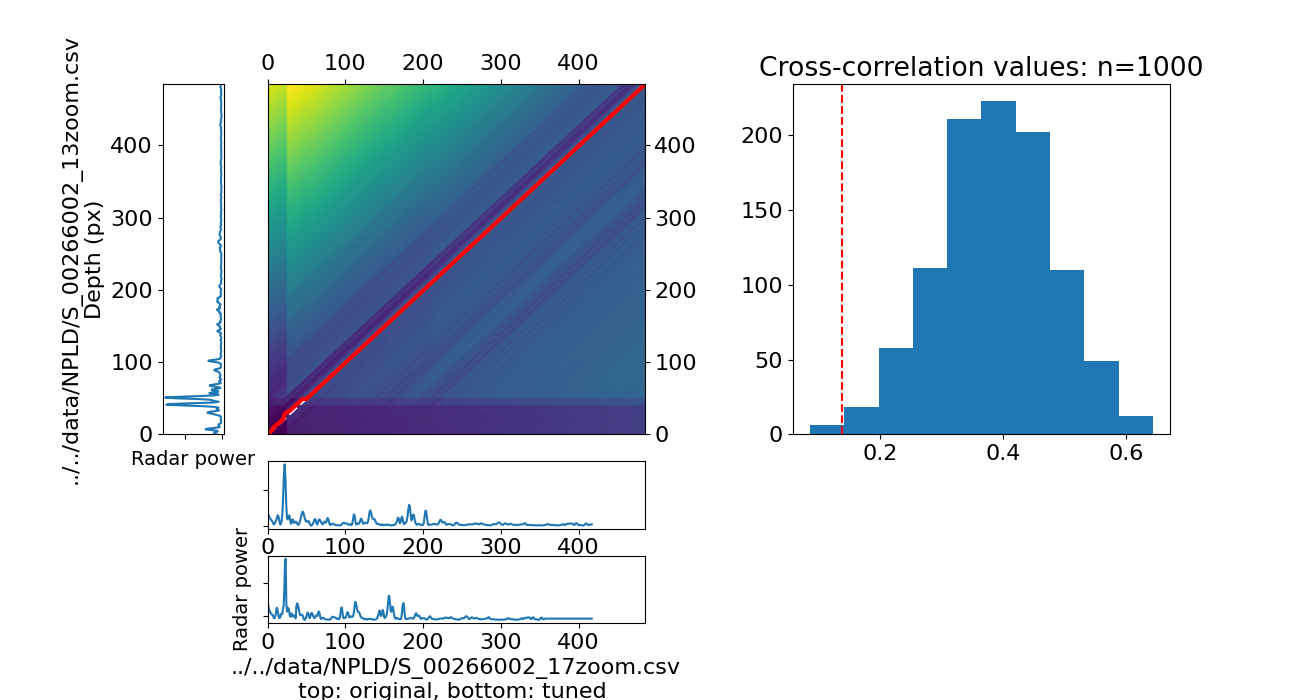 0 100 200 300 400
../../data/NPLD/S_00266002_13zoom.csv
Depth (px)
400
300
200
100
0
Radar power
400
300
200
100
0
Cross-correlation values: n=1000
200
150
100
50
0
0.2 0.4 0.6
0 100 200 300 400
Radar power
0 100 200 300 400
../../data/NPLD/S_00266002_17zoom.csv
top: original, bottom: tuned